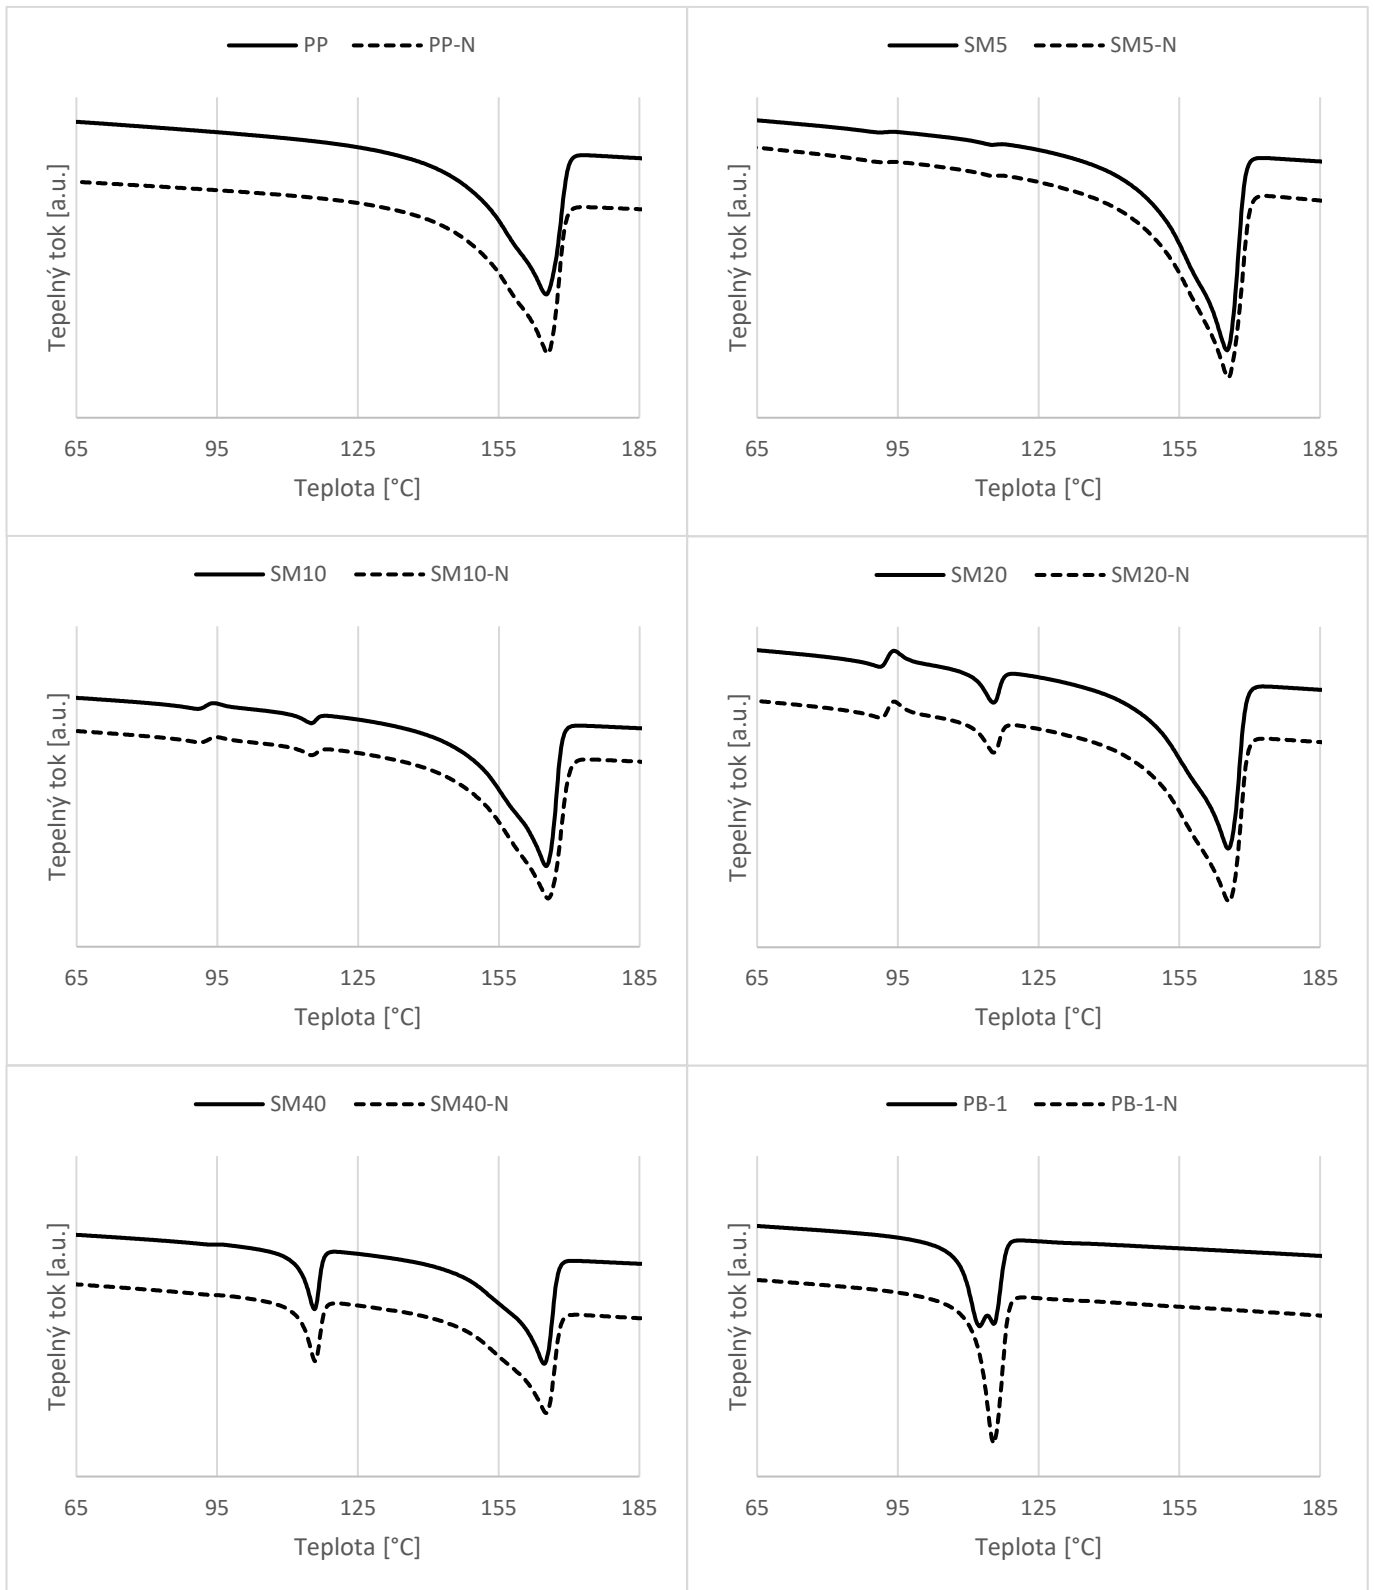 PP PP-N
Tepelný tok [a.u.]
65 95 125 155 185
Teplota [°C]
SM5 SM5-N
Tepelný tok [a.u.]
65 95 125 155 185
Teplota [°C]
SM10 SM10-N
Tepelný tok [a.u.]
65 95 125 155 185
Teplota [°C]
SM20 SM20-N
Tepelný tok [a.u.]
65 95 125 155 185
Teplota [°C]
SM40 SM40-N
Tepelný tok [a.u.]
65 95 125 155 185
Teplota [°C]
PB-1 PB-1-N
Tepelný tok [a.u.]
65 95 125 155 185
Teplota [°C]